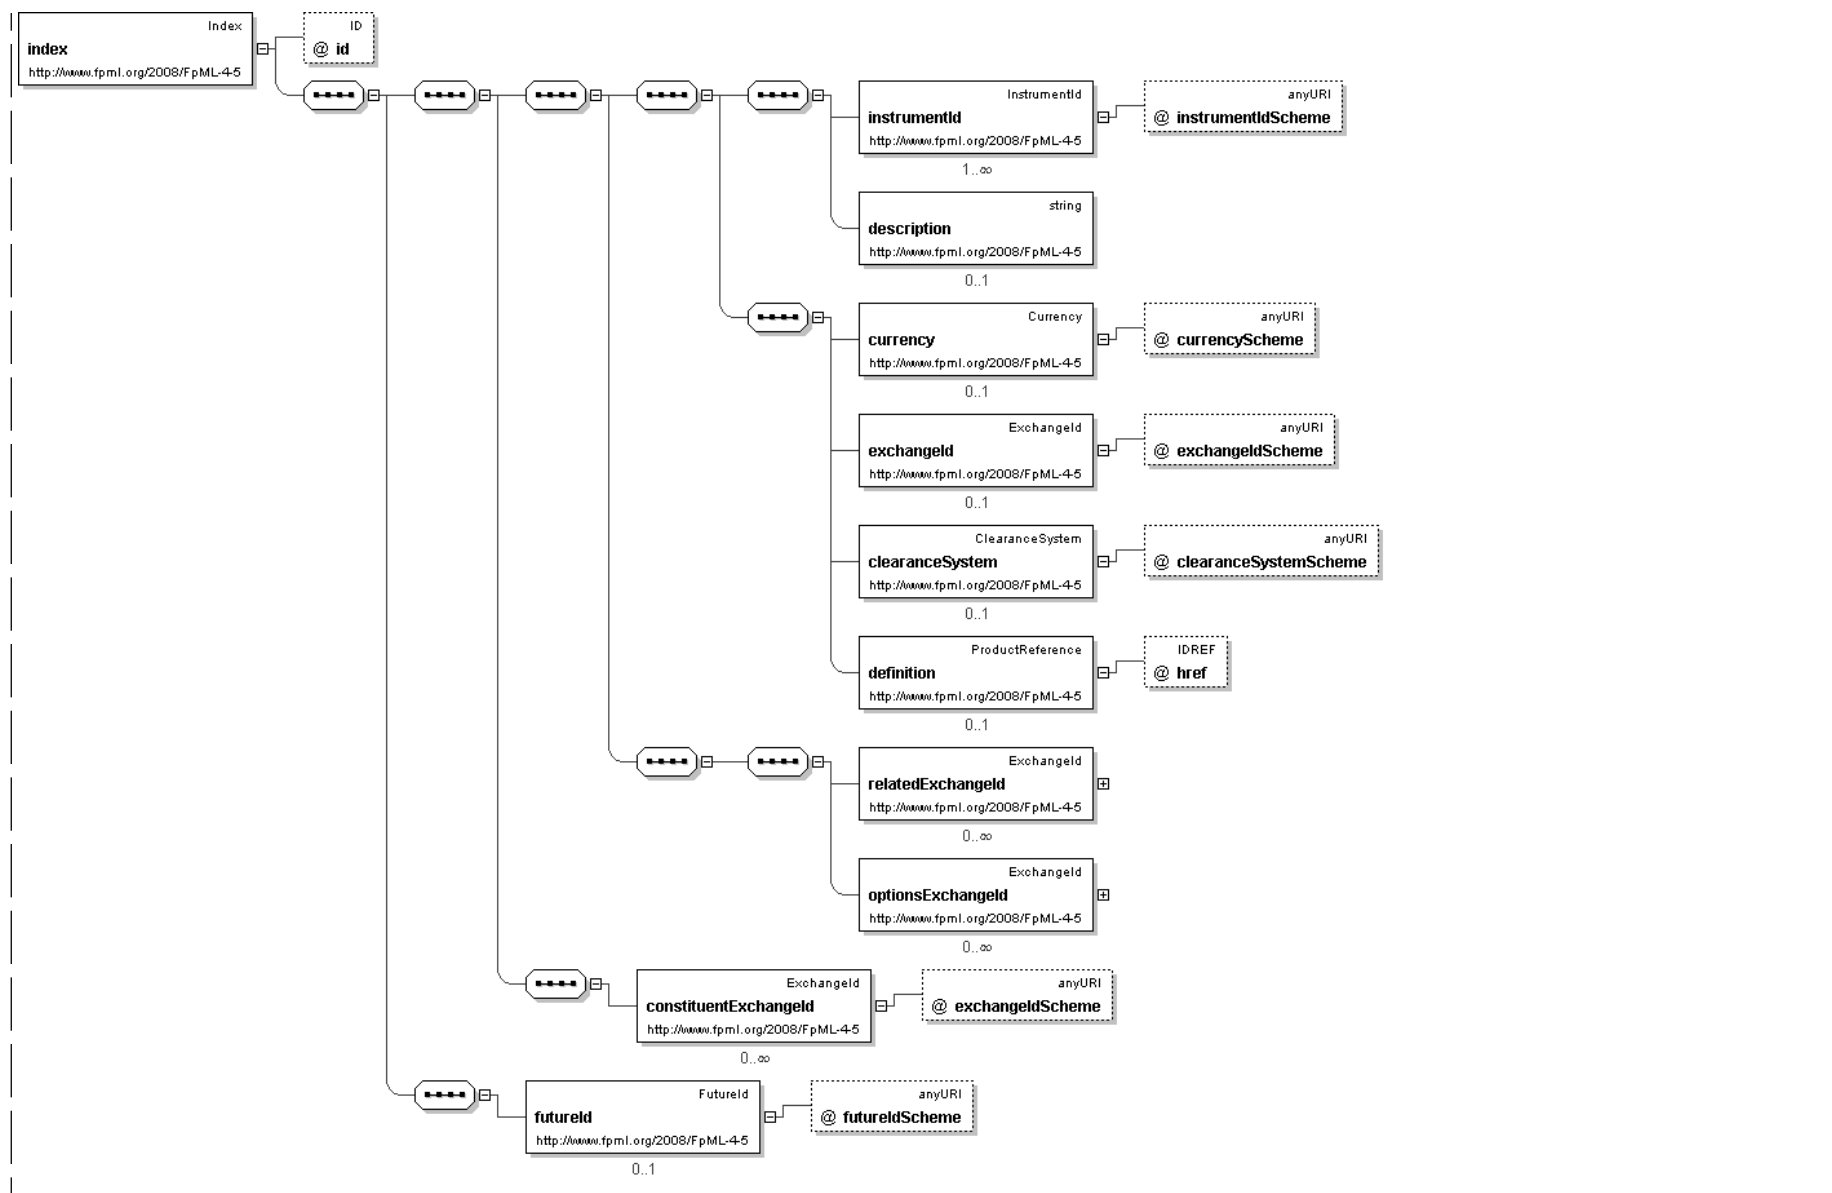 Index
index
http://www.fpml.org/2008/FpML-4-5
ID
@ id
InstrumentId
instrumentId
http://www.fpml.org/2008/FpML-4-5
1..∞
anyURI
@ instrumentIdScheme
string
description
http://www.fpml.org/2008/FpML-4-5
0..1
Currency
currency
http://www.fpml.org/2008/FpML-4-5
0..1
anyURI
@ currencyScheme
ExchangeId
exchangeId
http://www.fpml.org/2008/FpML-4-5
0..1
anyURI
@ exchangeIdScheme
ClearanceSystem
clearanceSystem
http://www.fpml.org/2008/FpML-4-5
0..1
anyURI
@ clearanceSystemScheme
ProductReference
definition
http://www.fpml.org/2008/FpML-4-5
0..1
IDREF
@ href
ExchangeId
relatedExchangeId
http://www.fpml.org/2008/FpML-4-5
0..∞
ExchangeId
optionsExchangeId
http://www.fpml.org/2008/FpML-4-5
0..∞
ExchangeId
constituentExchangeId
http://www.fpml.org/2008/FpML-4-5
0..∞
anyURI
@ exchangeIdScheme
FutureId
futureId
http://www.fpml.org/2008/FpML-4-5
0..1
anyURI
@ futureIdScheme